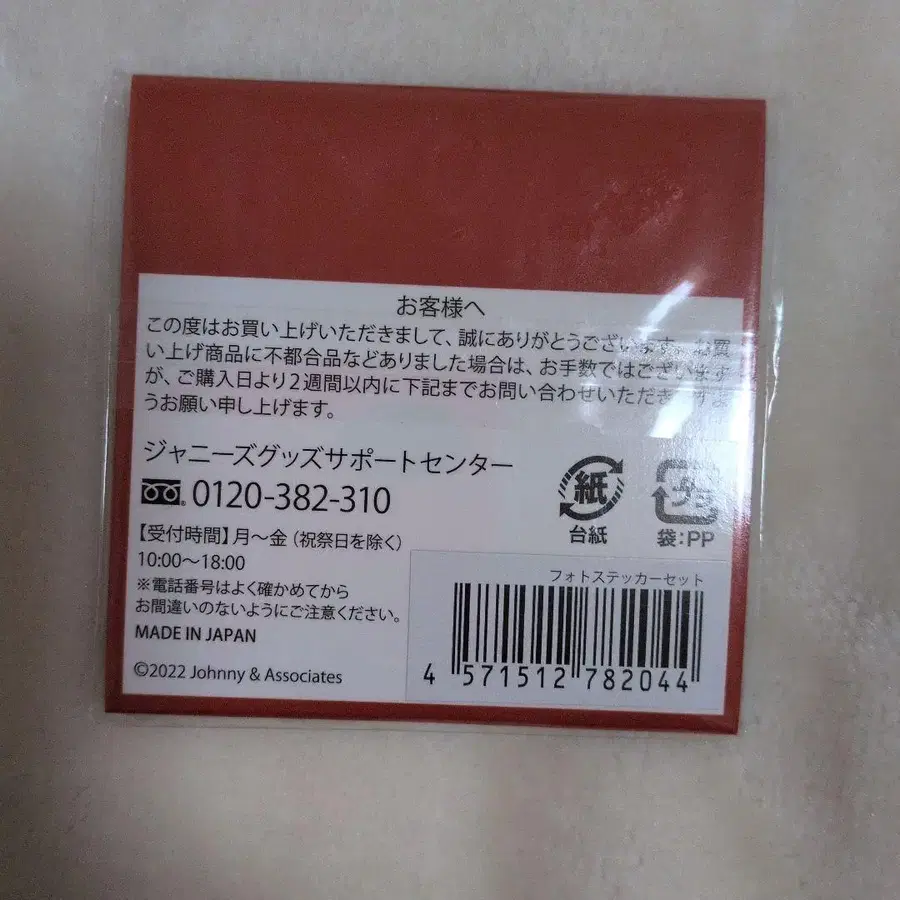 お客様へ
この度はお買い上げいただきまして、誠にありがとうございます。お買
い上げ商品に不都合品などありました場合は、お手数ではございます
が、ご購入日より2週間以内に下記までお問い合わせいただきますよ
うお願い申し上げます。
ジャニーズグッズサポートセンター
0120-382-310
【受付時間】月〜金（祝祭日を除く）
10:00〜18:00
※電話番号はよく確かめてから
お間違いのないようにご注意ください。
MADE IN JAPAN
©2022 Johnny & Associates
紙
台紙
プラ
袋:PP
フォトステッカーセット
4 571512 782044